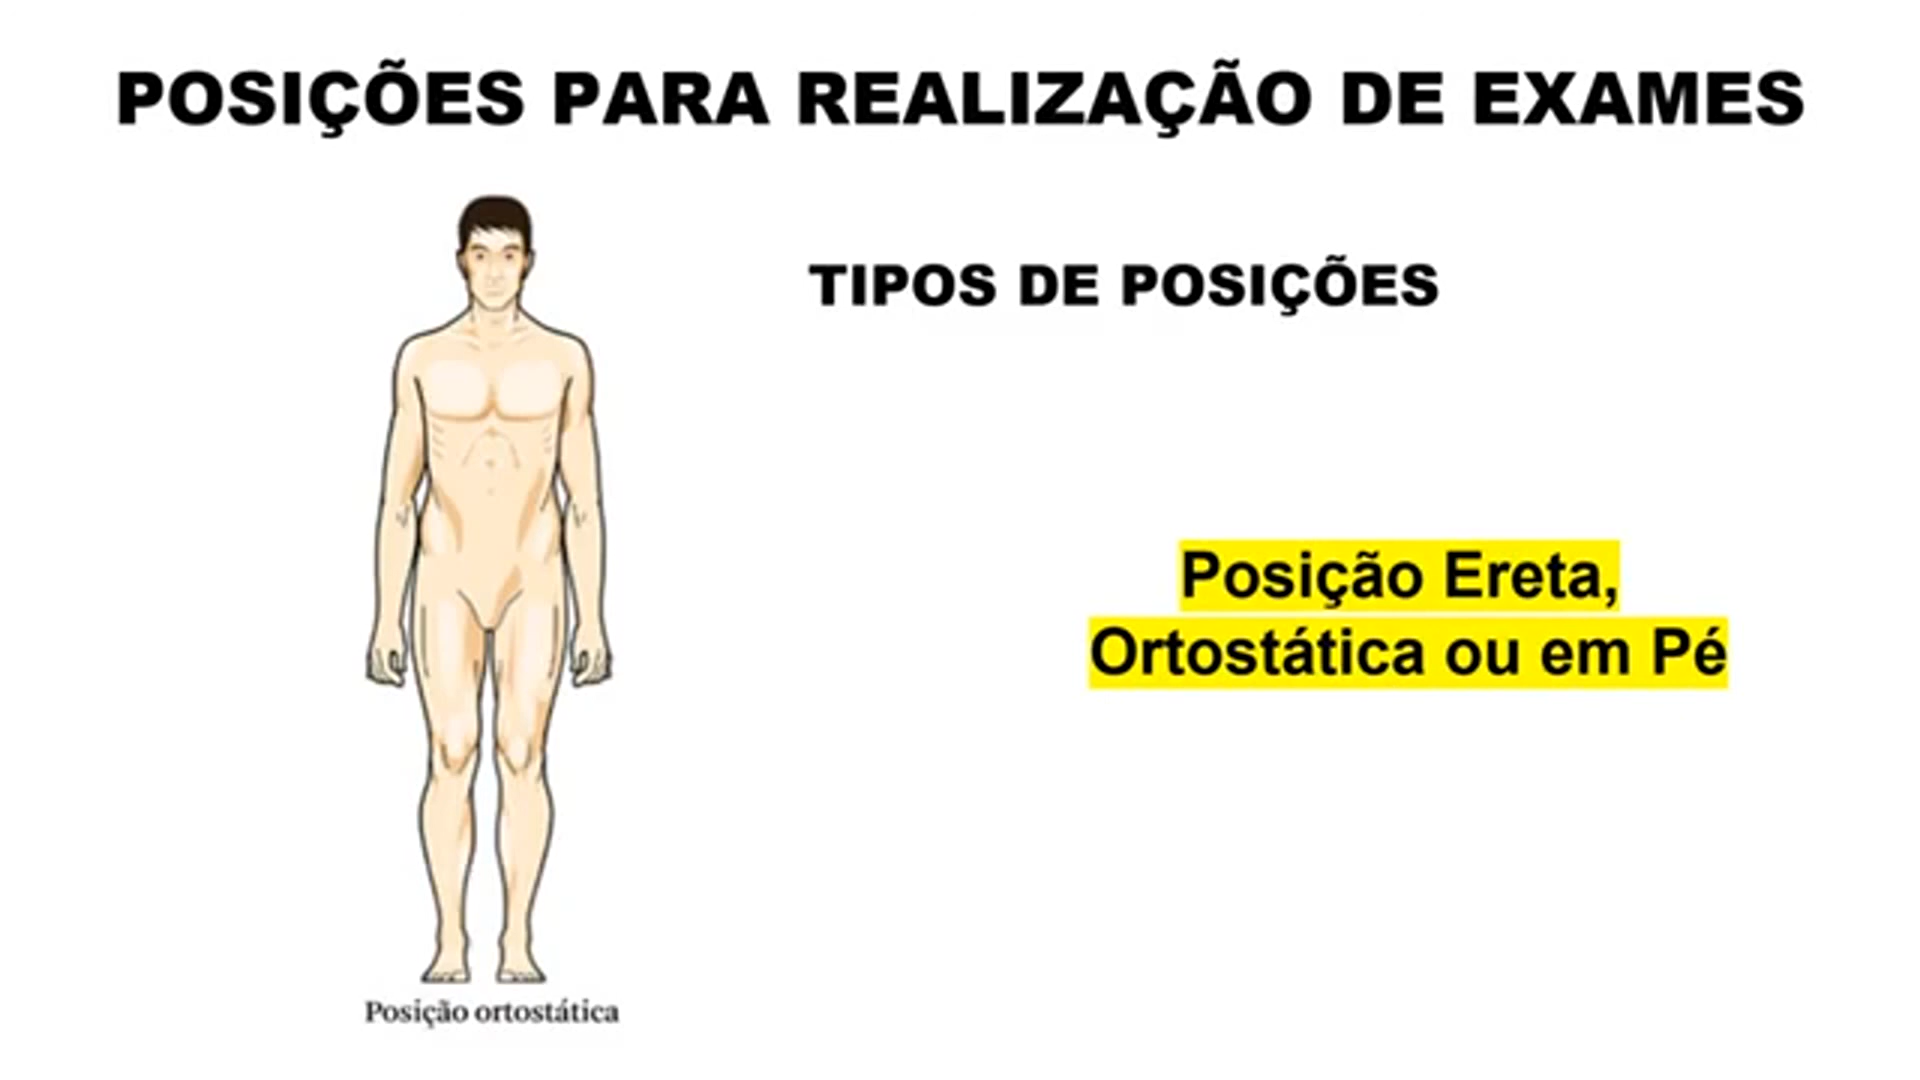 POSIÇÕES PARA REALIZAÇÃO DE EXAMES
TIPOS DE POSIÇÕES
Posição Ereta,
Ortostática ou em Pé
Posição ortostática